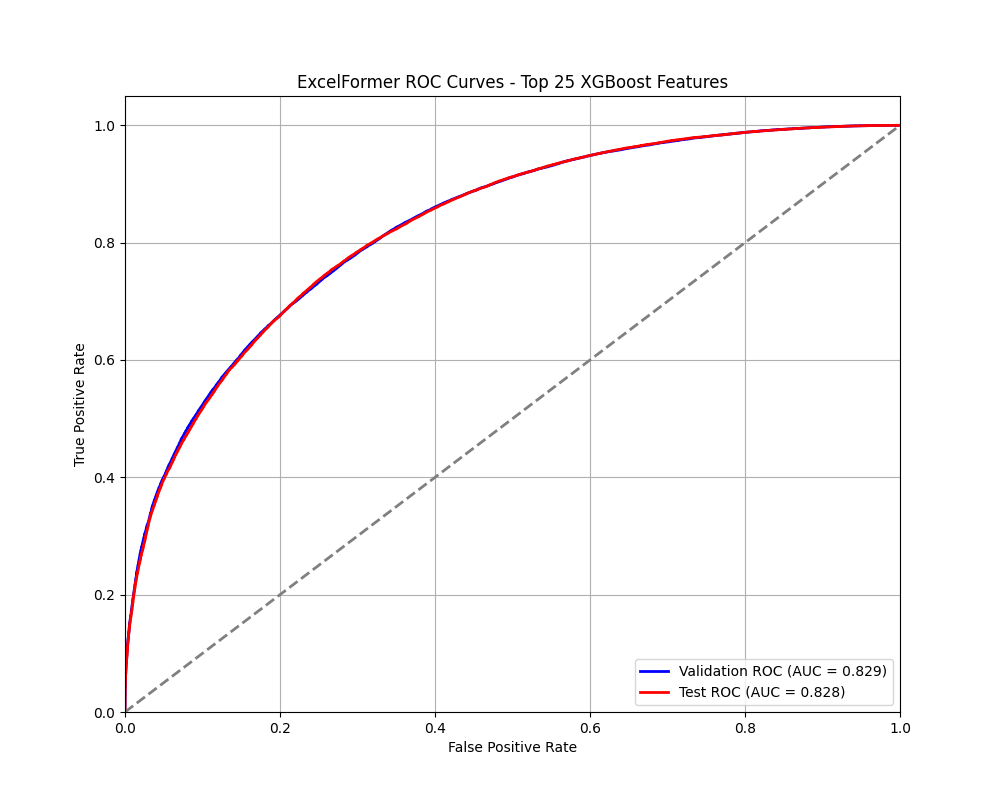 ExcelFormer ROC Curves - Top 25 XGBoost Features
True Positive Rate
1.0
0.8
0.6
0.4
0.2
0.0
0.0 0.2 0.4 0.6 0.8 1.0
False Positive Rate
Validation ROC (AUC = 0.829)
Test ROC (AUC = 0.828)